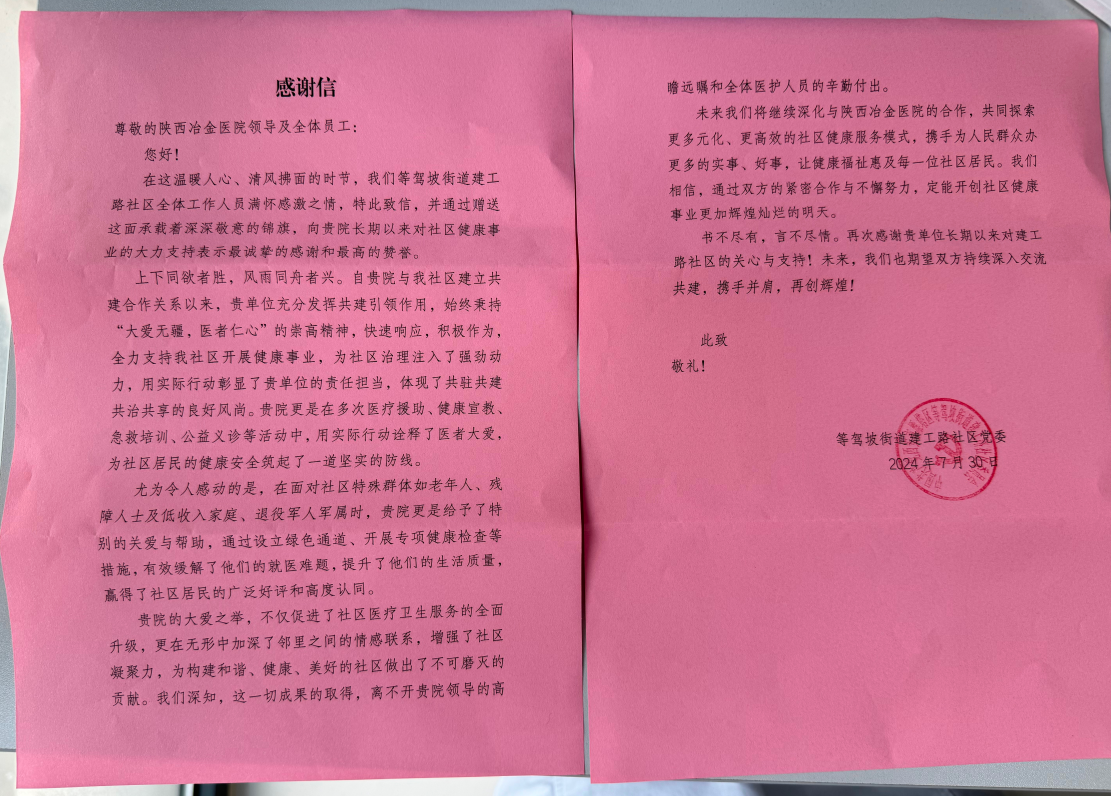 感谢信
尊敬的陕西冶金医院领导及全体员工：
您好！
在这温暖人心、清风拂面的时节，我们等驾坡街道建工
路社区全体工作人员满怀感激之情，特此致信，并通过赠送
这面承载着深深敬意的锦旗，向贵院长期以来对社区健康事
业的大力支持表示最诚挚的感谢和最高的赞誉。
上下同欲者胜，风雨同舟者兴。自贵院与我社区建立共
建合作关系以来，贵单位充分发挥共建引领作用，始终秉持
“大爱无疆，医者仁心”的崇高精神，快速响应，积极作为，
全力支持我社区开展健康事业，为社区治理注入了强劲动
力，用实际行动彰显了贵单位的责任担当，体现了共驻共建
共治共享的良好风尚。贵院更是在多次医疗援助、健康宣教、
急救培训、公益义诊等活动中，用实际行动诠释了医者大爱，
为社区居民的健康安全筑起了一道坚实的防线。
尤为令人感动的是，在面对社区特殊群体如老年人、残
障人士及低收入家庭、退役军人军属时，贵院更是给予了特
别的关爱与帮助，通过设立绿色通道、开展专项健康检查等
措施，有效缓解了他们的就医难题，提升了他们的生活质量，
赢得了社区居民的广泛好评和高度认同。
贵院的大爱之举，不仅促进了社区医疗卫生服务的全面
升级，更在无形中加深了邻里之间的情感联系，增强了社区
凝聚力，为构建和谐、健康、美好的社区做出了不可磨灭的
贡献。我们深知，这一切成果的取得，离不开贵院领导的高
瞻远瞩和全体医护人员的辛勤付出。
未来我们将继续深化与陕西冶金医院的合作，共同探索
更多元化、更高效的社区健康服务模式，携手为人民群众办
更多的实事、好事，让健康福祉惠及每一位社区居民。我们
相信，通过双方的紧密合作与不懈努力，定能开创社区健康
事业更加辉煌灿烂的明天。
书不尽有，言不尽情。再次感谢贵单位长期以来对建工
路社区的关心与支持！未来，我们也期望双方持续深入交流
共建，携手并肩，再创辉煌！
此致
敬礼！
等驾坡街道建工路社区党委
2024年7月30日